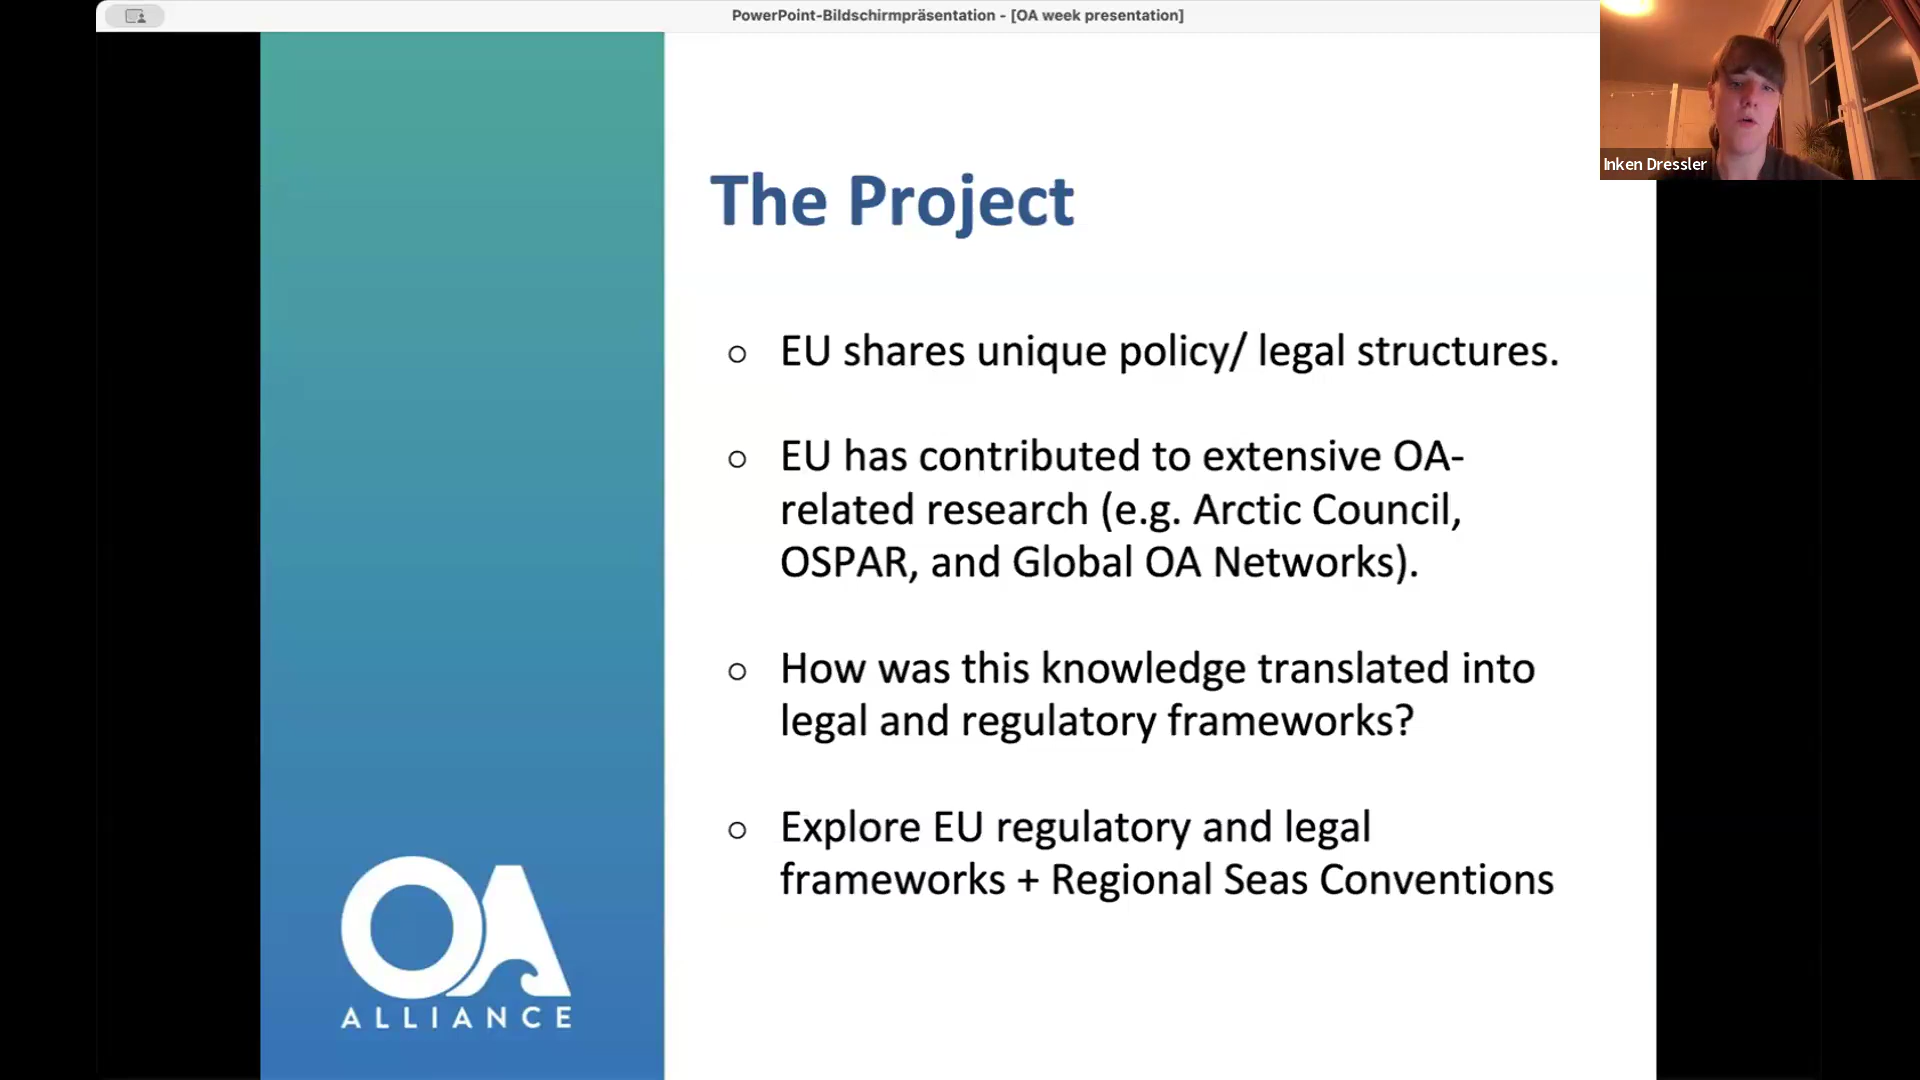 PowerPoint-Bildschirmpräsentation - [OA week presentation]
Inken Dressler
The Project
EU shares unique policy/ legal structures.
EU has contributed to extensive OA-
related research (e.g. Arctic Council,
OSPAR, and Global OA Networks).
How was this knowledge translated into
legal and regulatory frameworks?
Explore EU regulatory and legal
frameworks + Regional Seas Conventions
OA
ALLIANCE